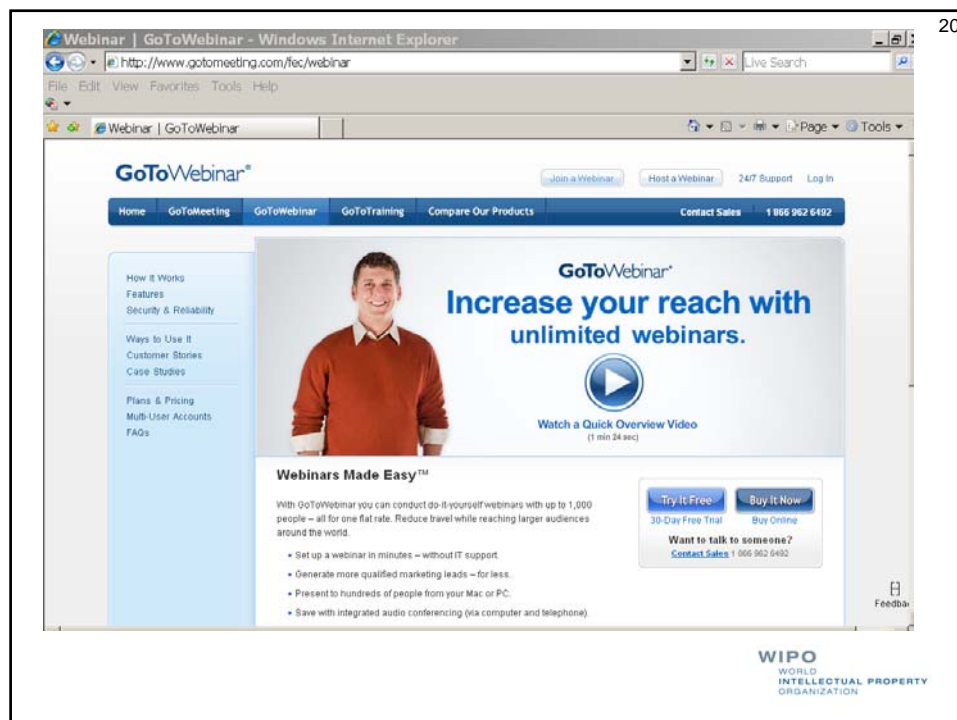 20
Webinar | GoToWebinar - Windows Internet Explorer
http://www.gotomeeting.com/fec/webinar
Live Search
File Edit View Favorites Tools Help
Webinar | GoToWebinar
Page Tools
GoToWebinar
Join a Webinar
Host a Webinar
24/7 Support
Log In
Home
GoToMeeting
GoToWebinar
GoToTraining
Compare Our Products
Contact Sales
1 866 962 6492
How it Works
Features
Security & Reliability
Ways to Use It
Customer Stories
Case Studies
Plans & Pricing
Multi-User Accounts
FAQs
GoToWebinar
Increase your reach with
unlimited webinars.
Watch a Quick Overview Video
(1 min 24 sec)
Webinars Made Easy™
With GoToWebinar you can conduct do-it-yourself webinars with up to 1,000
people – all for one flat rate. Reduce travel while reaching larger audiences
around the world.
• Set up a webinar in minutes – without IT support.
• Generate more qualified marketing leads – for less.
• Present to hundreds of people from your Mac or PC.
• Save with integrated audio conferencing (via computer and telephone).
Try It Free
Buy It Now
30-Day Free Trial
Buy Online
Want to talk to someone?
Contact Sales 1 866 962 6492
[+]
Feedba
WIPO
WORLD
INTELLECTUAL PROPERTY
ORGANIZATION